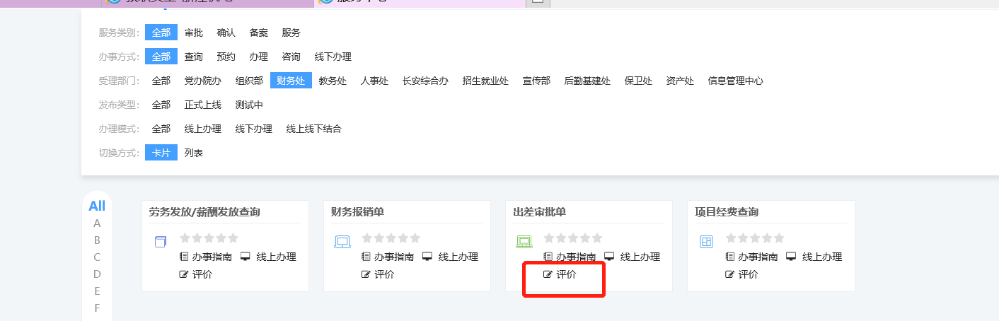 服务类别： 全部 审批 确认 备案 服务
办事方式： 全部 查询 预约 办理 咨询 线下办理
受理部门： 全部 党办院办 组织部 财务处 教务处 人事处 长安综合办 招生就业处 宣传部 后勤基建处 保卫处 资产处 信息管理中心
发布类型： 全部 正式上线 测试中
办理模式： 全部 线上办理 线下办理 线上线下结合
切换方式： 卡片 列表
All
A
B
C
D
E
F
劳务发放/薪酬发放查询
办事指南 线上办理
评价
财务报销单
办事指南 线上办理
评价
出差审批单
办事指南 线上办理
评价
项目经费查询
办事指南 线上办理
评价